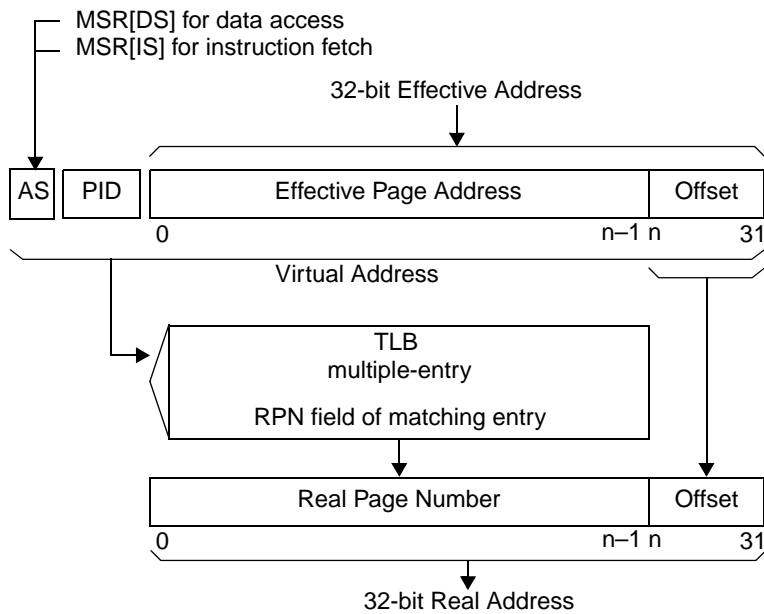 MSR[DS] for data access
MSR[IS] for instruction fetch
32-bit Effective Address
AS PID Effective Page Address Offset
0 n–1 n 31
Virtual Address
TLB
multiple-entry
RPN field of matching entry
Real Page Number Offset
0 n–1 n 31
32-bit Real Address